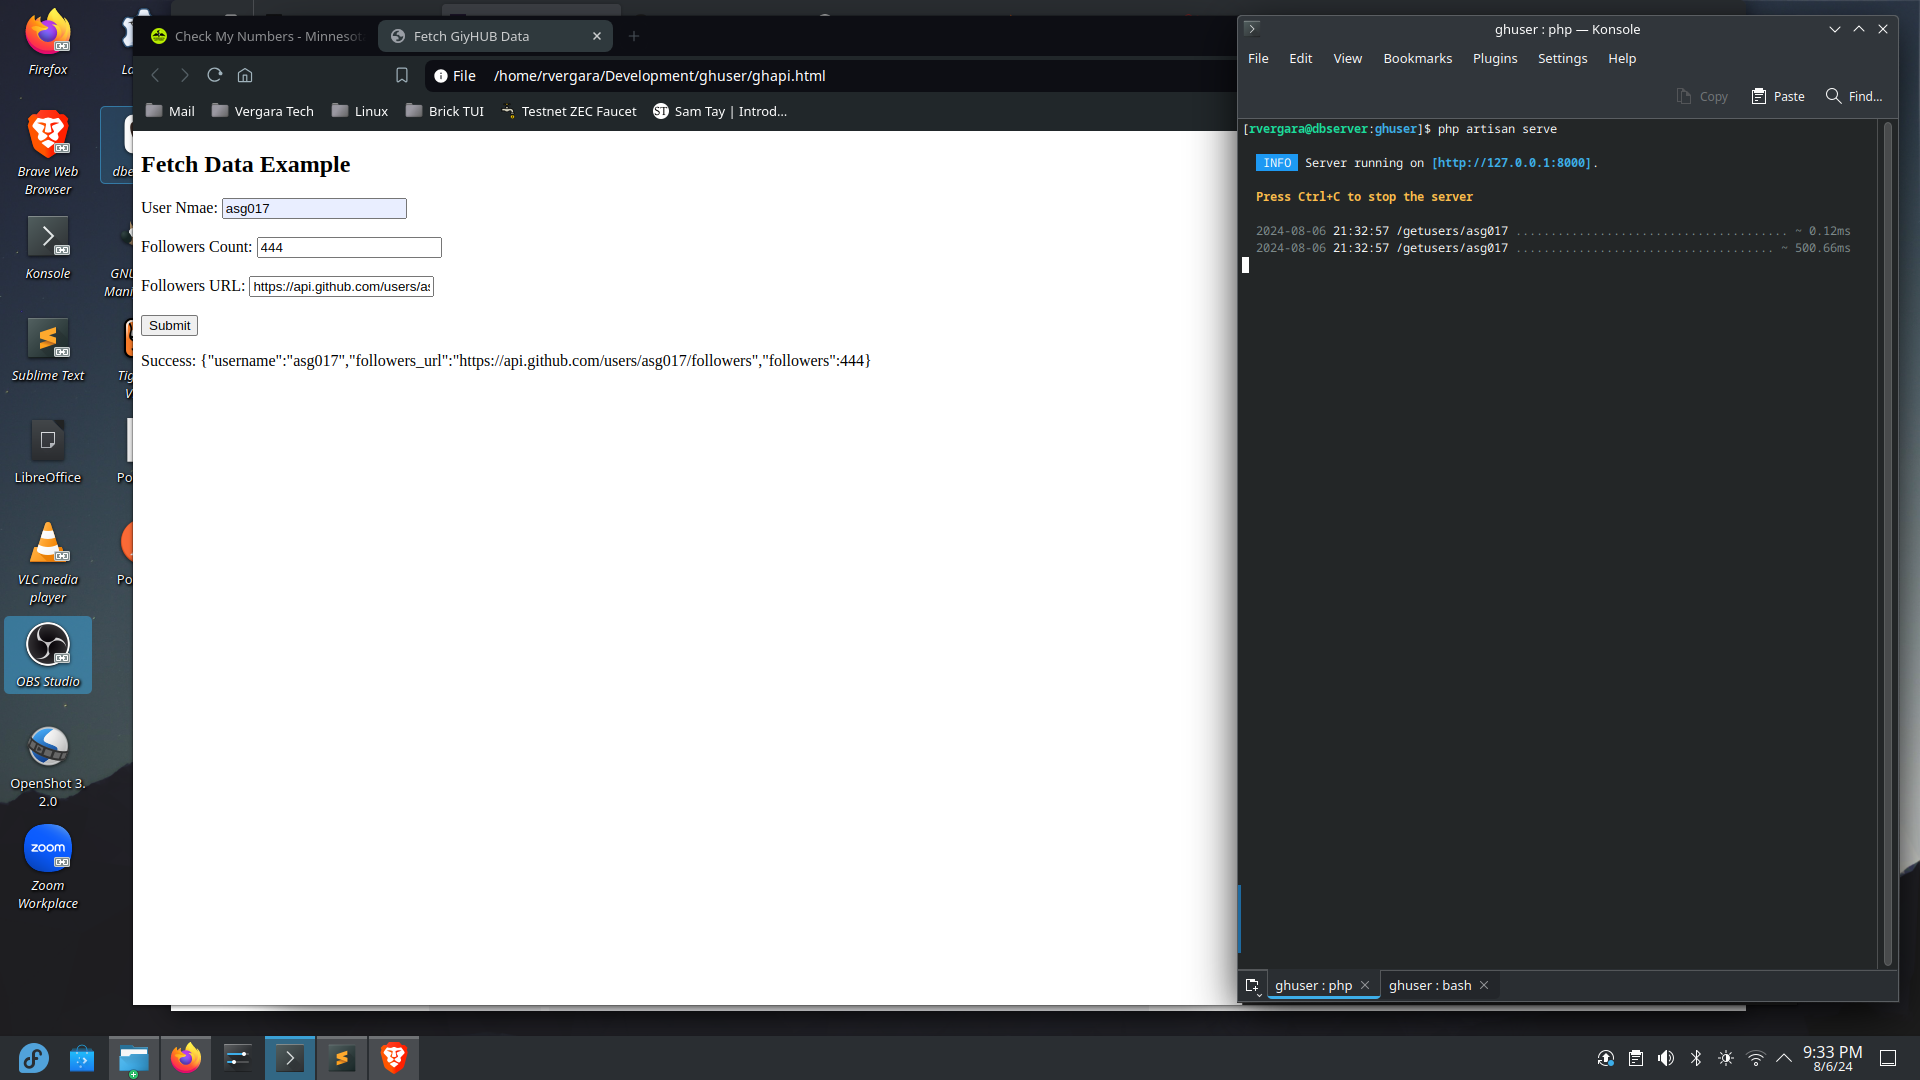 Firefox
La
Brave Web
Browser
dbe
Konsole
GNU
Mani
Sublime Text
Tig
V
LibreOffice
Po
VLC media
player
Po
OBS Studio
OpenShot 3.
2.0
zoom
Zoom
Workplace
Check My Numbers - Minnesot
Fetch GiyHUB Data
File /home/rvergara/Development/ghuser/ghapi.html
Mail Vergara Tech Linux Brick TUI Testnet ZEC Faucet ST Sam Tay | Introd...
Fetch Data Example
User Nmae: asg017
Followers Count: 444
Followers URL: https://api.github.com/users/as
Submit
Success: {"username":"asg017","followers_url":"https://api.github.com/users/asg017/followers","followers":444}
ghuser : php — Konsole
File Edit View Bookmarks Plugins Settings Help
Copy Paste Find...
[rvergara@dbserver:ghuser]$ php artisan serve
INFO Server running on [http://127.0.0.1:8000].
Press Ctrl+C to stop the server
2024-08-06 21:32:57 /getusers/asg017 ....................................... ~ 0.12ms
2024-08-06 21:32:57 /getusers/asg017 ..................................... ~ 500.66ms
ghuser : php
ghuser : bash
9:33 PM
8/6/24